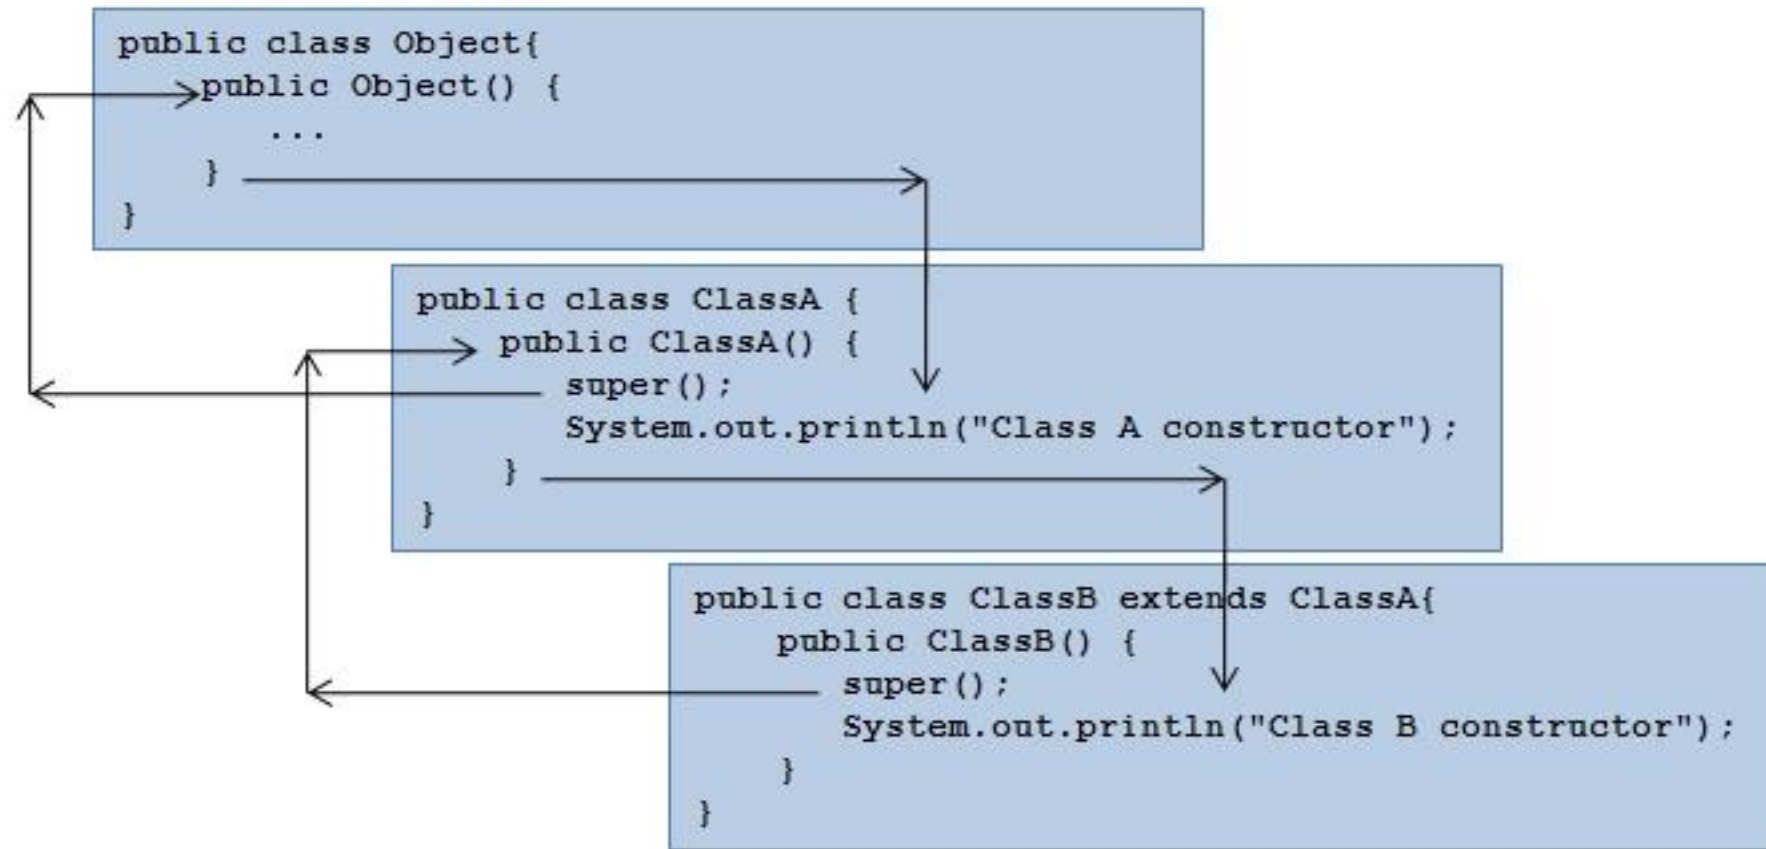 public class Object{
public Object() {
...
}
}
public class ClassA {
public ClassA() {
super();
System.out.println("Class A constructor");
}
}
public class ClassB extends ClassA{
public ClassB() {
super();
System.out.println("Class B constructor");
}
}